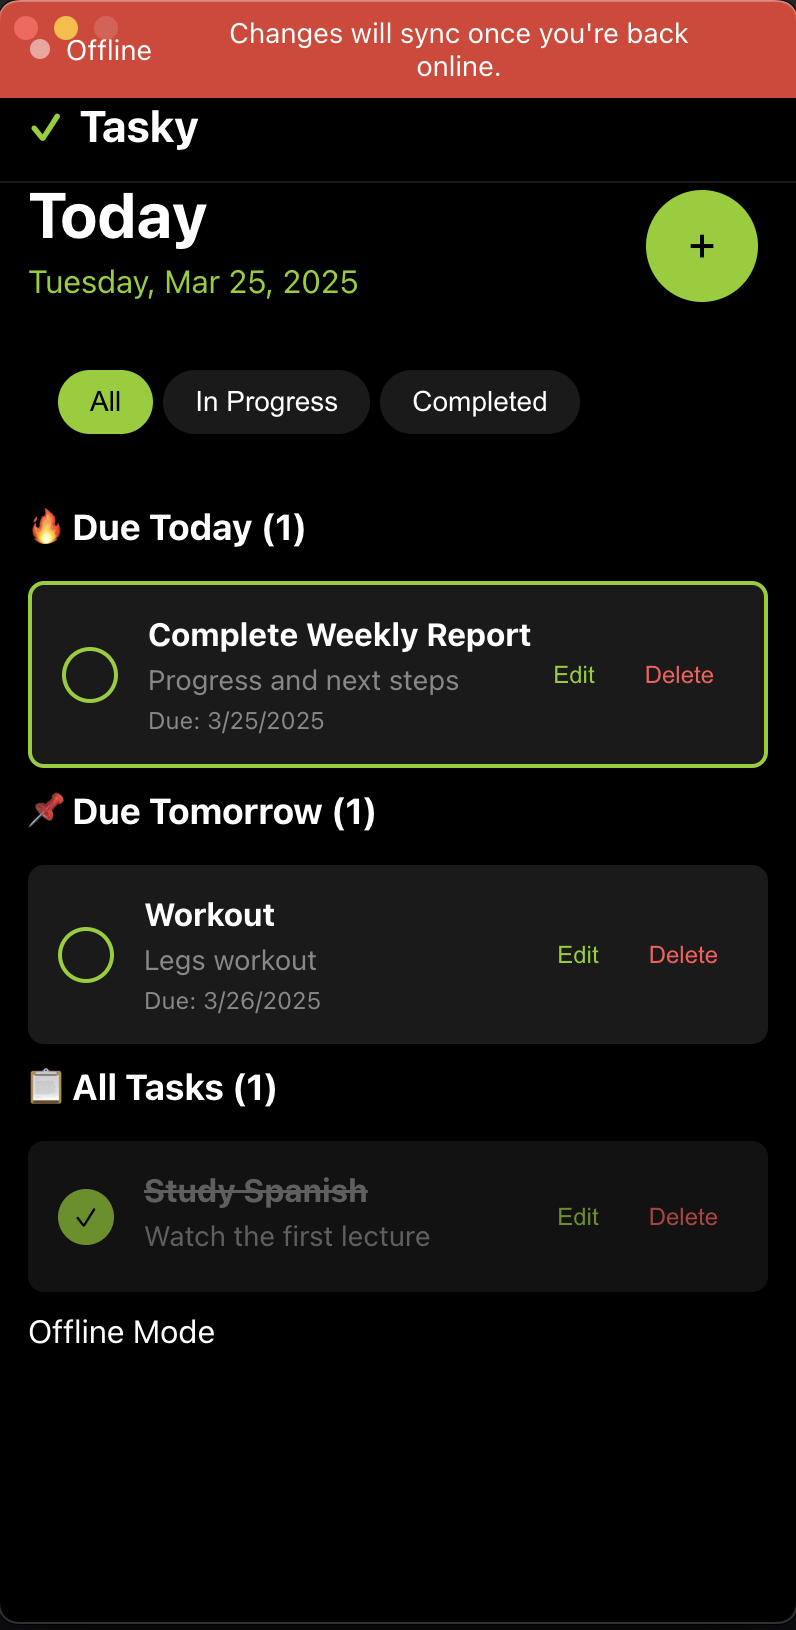 Offline
Changes will sync once you're back
online.
Tasky
Today
Tuesday, Mar 25, 2025
+
All
In Progress
Completed
🔥 Due Today (1)
Complete Weekly Report
Progress and next steps
Due: 3/25/2025
Edit
Delete
📌 Due Tomorrow (1)
Workout
Legs workout
Due: 3/26/2025
Edit
Delete
📋 All Tasks (1)
Study Spanish
Watch the first lecture
Edit
Delete
Offline Mode